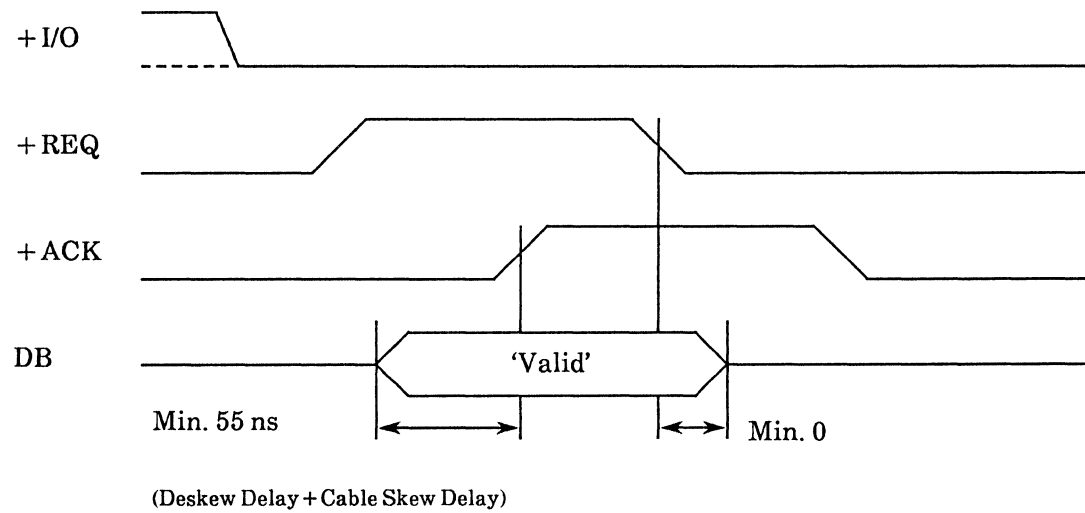 +I/O
+REQ
+ACK
DB
'Valid'
Min. 55 ns
Min. 0
(Deskew Delay+Cable Skew Delay)